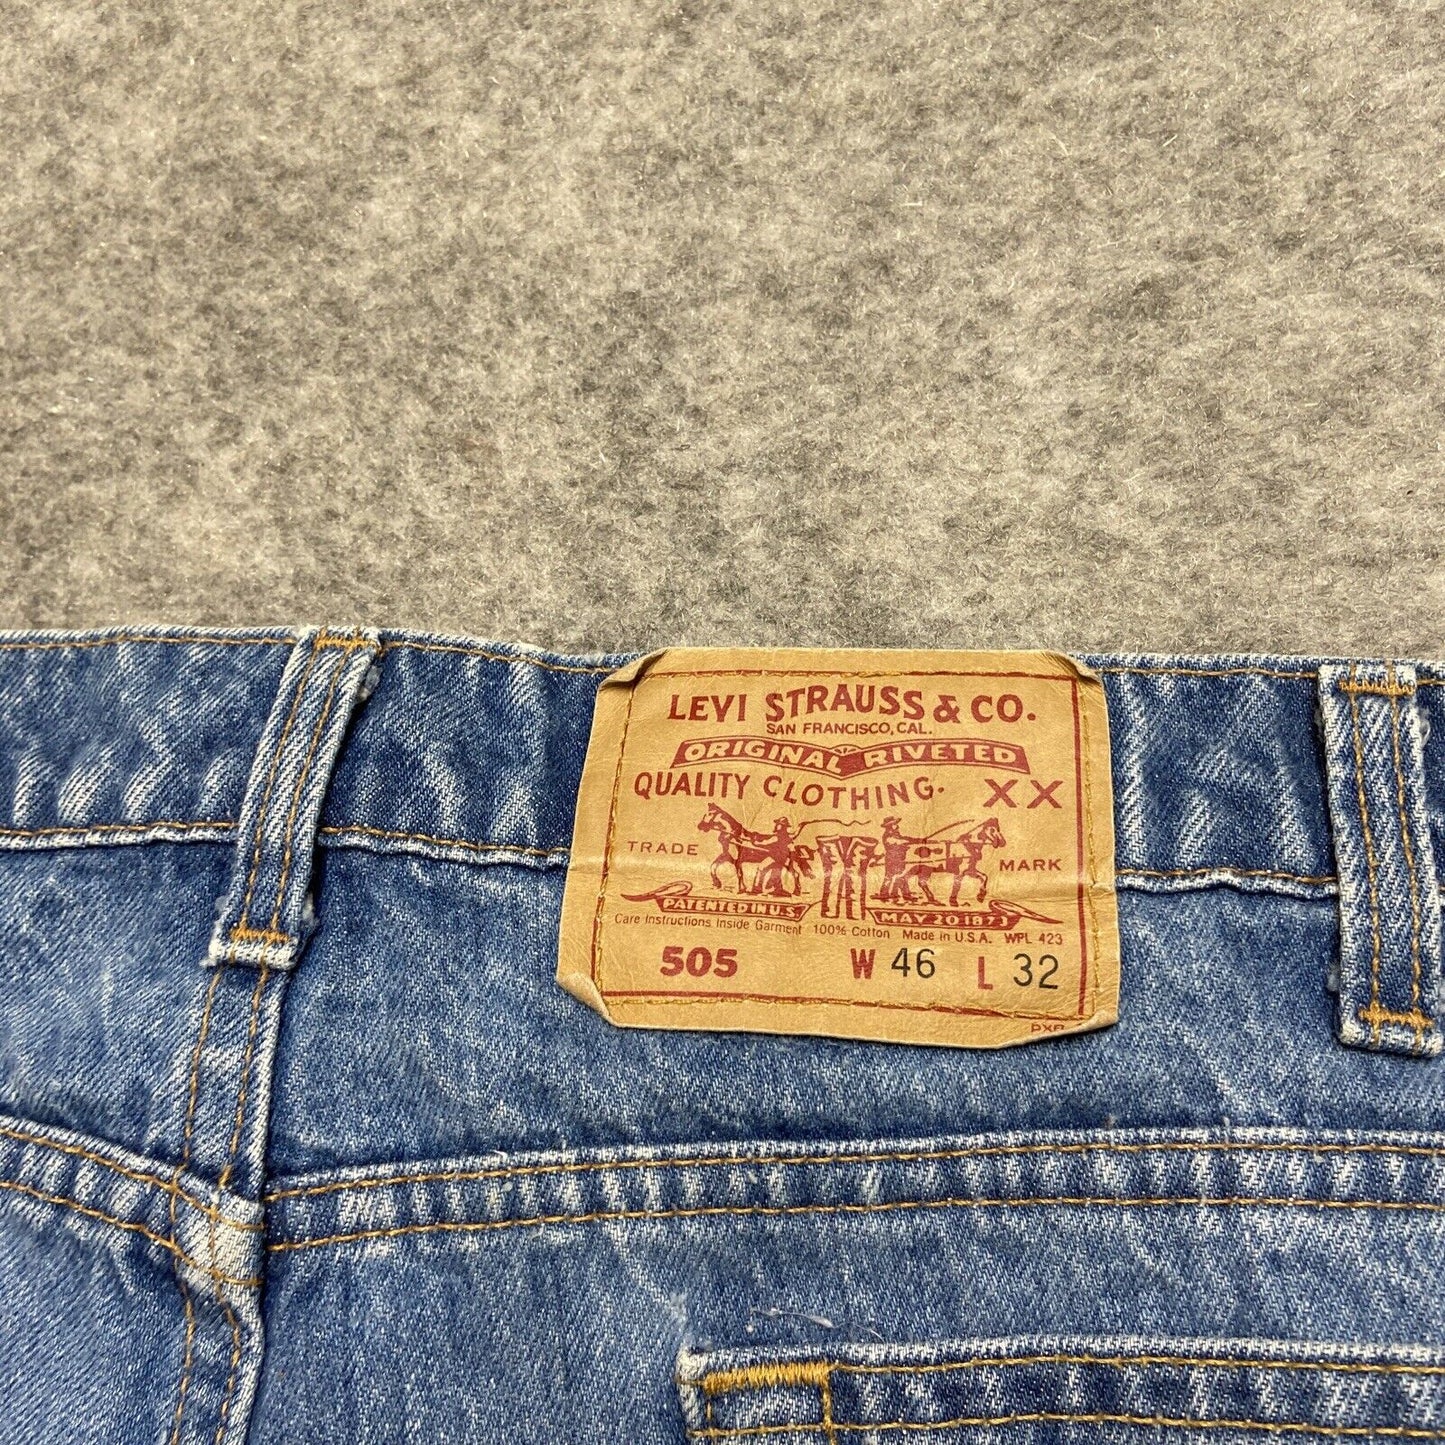 LEVI STRAUSS & CO.
SAN FRANCISCO, CAL.
ORIGINAL RIVETED
QUALITY CLOTHING. XX
TRADE MARK
PATENTED IN U.S. MAY 20 1873
Care Instructions Inside Garment 100% Cotton Made in U.S.A. WPL 423
505 W 46 L 32